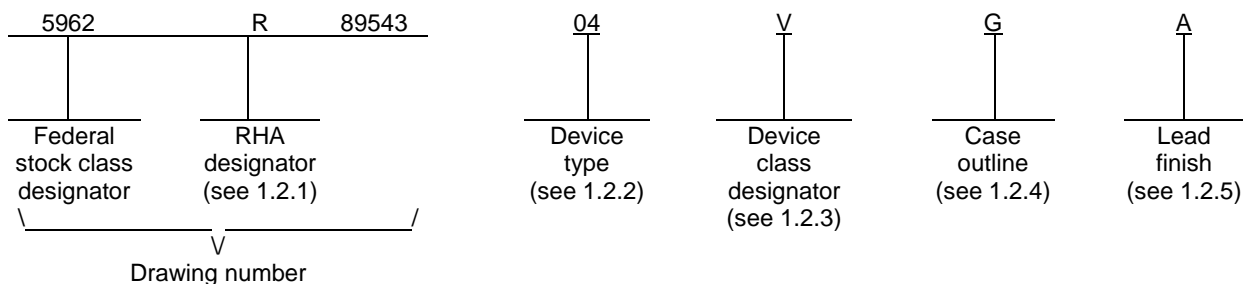 5962 R 89543 04 V G A
Federal stock class designator
RHA designator (see 1.2.1)
Device type (see 1.2.2)
Device class designator (see 1.2.3)
Case outline (see 1.2.4)
Lead finish (see 1.2.5)
Drawing number